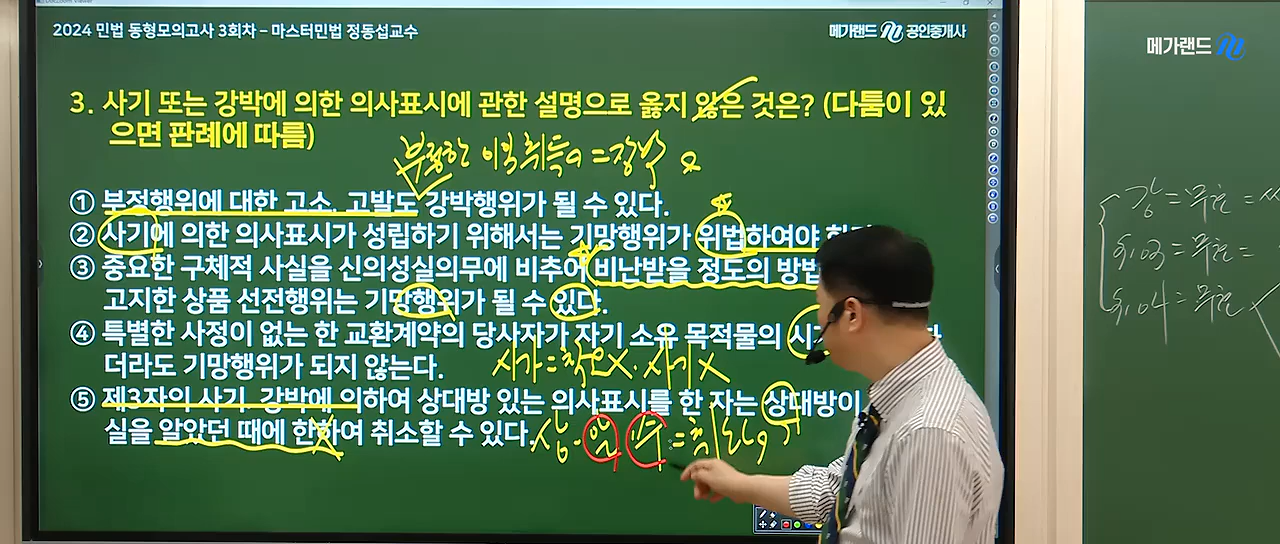 2024 민법 동형모의고사 3회차 – 마스터민법 정동섭교수
메가랜드 공인중개사
메가랜드
3. 사기 또는 강박에 의한 의사표시에 관한 설명으로 옳지 않은 것은? (다툼이 있
으면 판례에 따름)
부정한 이익취득 = 강박
① 부정행위에 대한 고소, 고발도 강박행위가 될 수 있다.
② 사기에 의한 의사표시가 성립하기 위해서는 기망행위가 위법하여야
③ 중요한 구체적 사실을 신의성실의무에 비추어 비난받을 정도의 방법
고지한 상품 선전행위는 기망행위가 될 수 있다.
④ 특별한 사정이 없는 한 교환계약의 당사자가 자기 소유 목적물의 시
더라도 기망행위가 되지 않는다.
시가 = 착오X. 사기X
⑤ 제3자의 사기, 강박에 의하여 상대방 있는 의사표시를 한 자는 상대방이
실을 알았던 때에 한하여 취소할 수 있다.
상. 알 수 =
= 무효 =
103 = 무효 =
104 = 무효